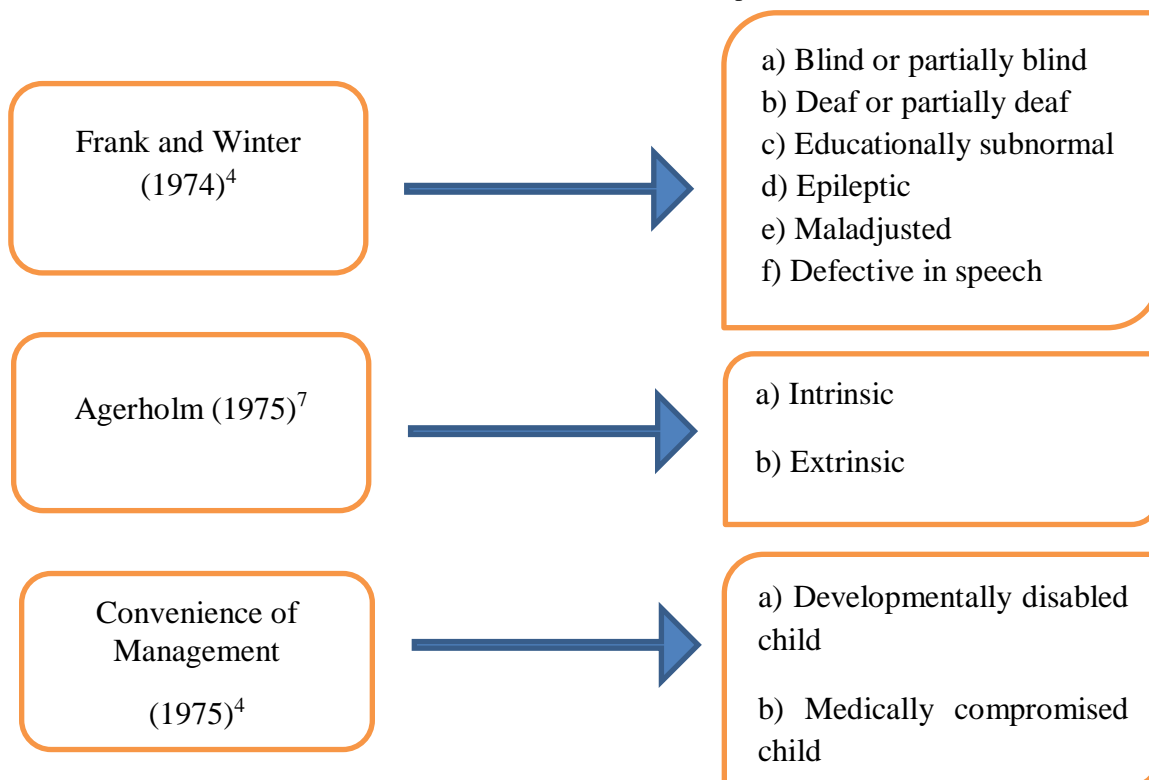 Frank and Winter
(1974)⁴
a) Blind or partially blind
b) Deaf or partially deaf
c) Educationally subnormal
d) Epileptic
e) Maladjusted
f) Defective in speech
Agerholm (1975)⁷
a) Intrinsic
b) Extrinsic
Convenience of
Management
(1975)⁴
a) Developmentally disabled
child
b) Medically compromised
child